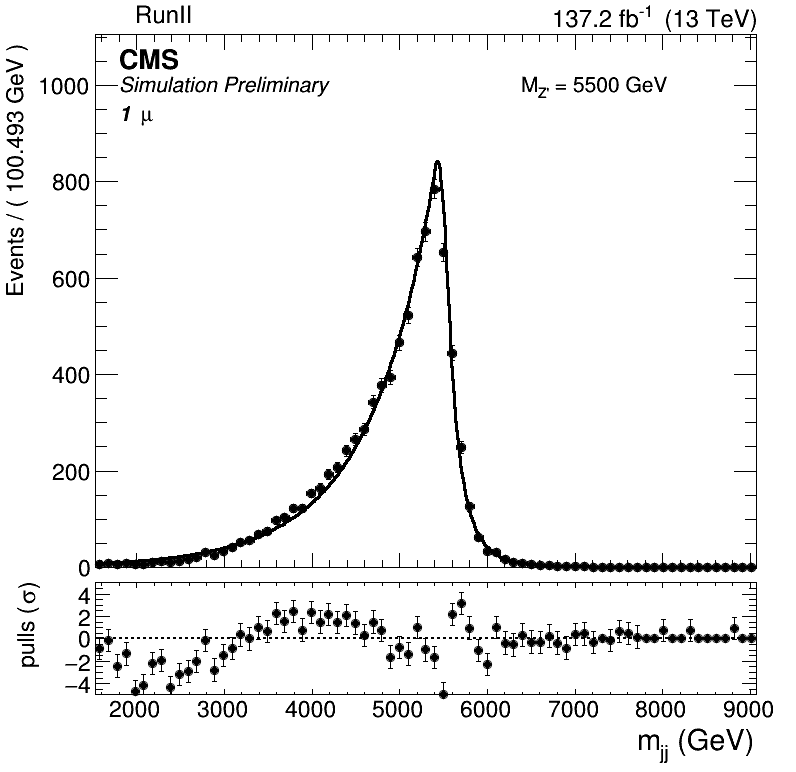 RunII 137.2 fb⁻¹ (13 TeV)
CMS
Simulation Preliminary
M_Z' = 5500 GeV
1 μ
Events / ( 100.493 GeV )
1000
800
600
400
200
0
pulls (σ)
4
2
0
−2
−4
2000 3000 4000 5000 6000 7000 8000 9000
m_jj (GeV)